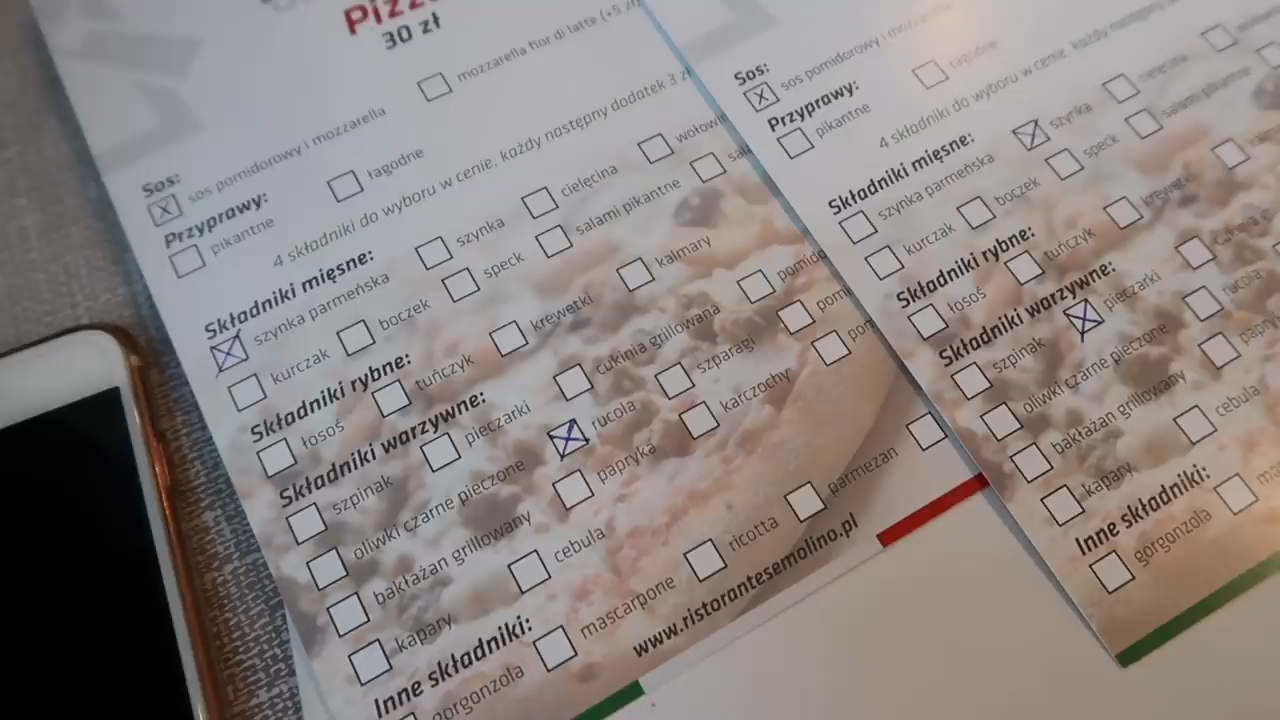 Pizz
30 zł
mozzarella fior di latte (+5 zł)
Sos:
sos pomidorowy i mozzarella
Przyprawy:
pikantne
łagodne
4 składniki do wyboru w cenie, każdy następny dodatek 3 zł
Składniki mięsne:
szynka parmeńska
szynka
cielęcina
kurczak
boczek
speck
salami pikantne
Składniki rybne:
łosoś
tuńczyk
krewetki
kalmary
Składniki warzywne:
szpinak
pieczarki
cukinia grillowana
oliwki czarne pieczone
rucola
szparagi
bakłażan grillowany
papryka
karczochy
kapary
cebula
Inne składniki:
gorgonzola
mascarpone
ricotta
parmezan
www.ristorantesemolino.pl
Sos:
sos pomidorowy i mozzarella
Przyprawy:
pikantne
łagodne
4 składniki do wyboru w cenie, każdy następny
Składniki mięsne:
szynka parmeńska
szynka
cielęcina
kurczak
boczek
speck
salami pikantne
Składniki rybne:
łosoś
tuńczyk
krewetki
Składniki warzywne:
szpinak
pieczarki
oliwki czarne pieczone
rucola
bakłażan grillowany
kapary
cebula
Inne składniki:
gorgonzola